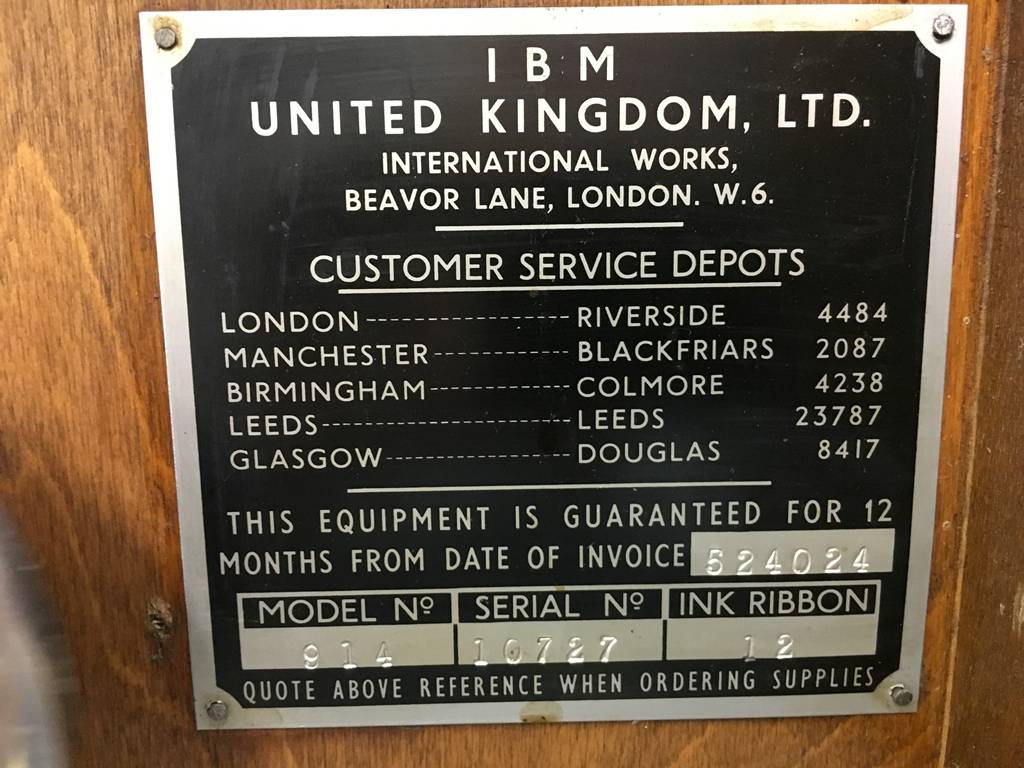 I B M
UNITED KINGDOM, LTD.
INTERNATIONAL WORKS,
BEAVOR LANE, LONDON. W.6.
CUSTOMER SERVICE DEPOTS
LONDON ----------------- RIVERSIDE 4484
MANCHESTER ------------ BLACKFRIARS 2087
BIRMINGHAM ------------ COLMORE 4238
LEEDS --------------------- LEEDS 23787
GLASGOW ---------------- DOUGLAS 8417
THIS EQUIPMENT IS GUARANTEED FOR 12
MONTHS FROM DATE OF INVOICE 524024
MODEL Nº SERIAL Nº INK RIBBON
914 10727 12
QUOTE ABOVE REFERENCE WHEN ORDERING SUPPLIES